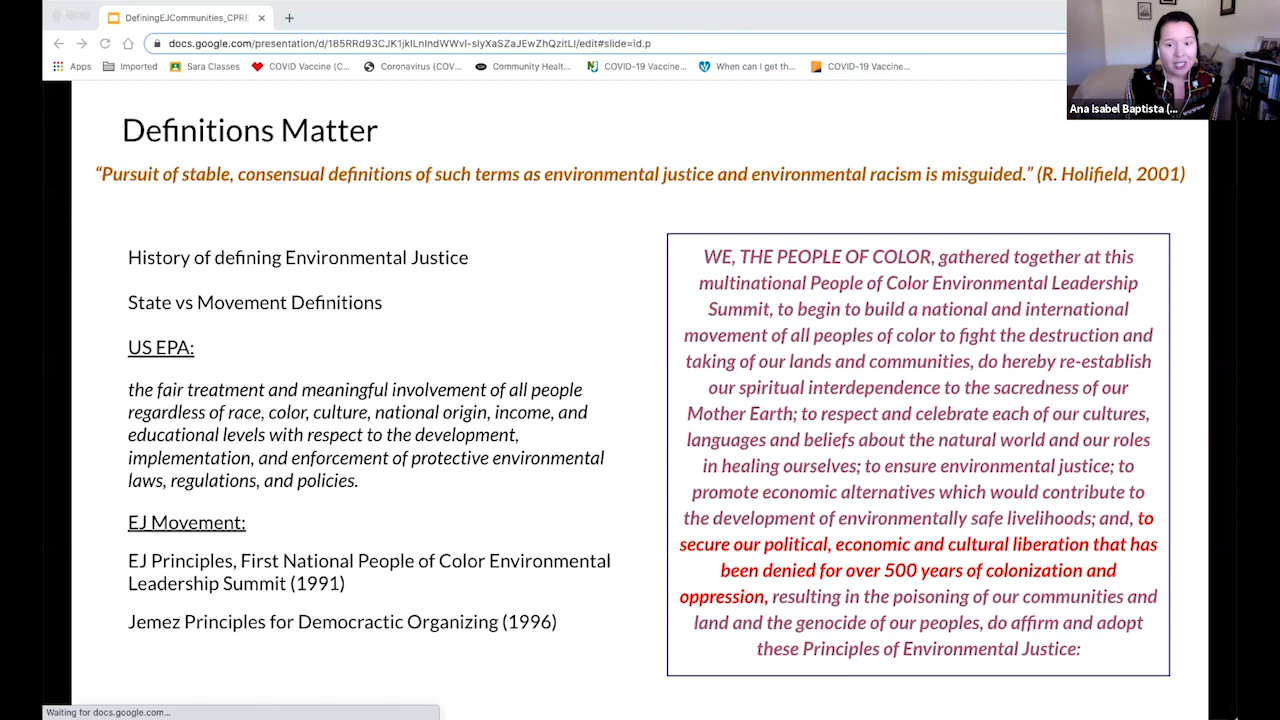 DefiningEJCommunities_CPRE
Apps
Imported
Sara Classes
COVID Vaccine (C...
Coronavirus (COV...
Community Healt...
COVID-19 Vaccine...
When can I get th...
COVID-19 Vaccine...
Ana Isabel Baptista (...
Definitions Matter
“Pursuit of stable, consensual definitions of such terms as environmental justice and environmental racism is misguided.” (R. Holifield, 2001)
History of defining Environmental Justice
State vs Movement Definitions
US EPA:
the fair treatment and meaningful involvement of all people
regardless of race, color, culture, national origin, income, and
educational levels with respect to the development,
implementation, and enforcement of protective environmental
laws, regulations, and policies.
EJ Movement:
EJ Principles, First National People of Color Environmental
Leadership Summit (1991)
Jemez Principles for Democractic Organizing (1996)
WE, THE PEOPLE OF COLOR, gathered together at this
multinational People of Color Environmental Leadership
Summit, to begin to build a national and international
movement of all peoples of color to fight the destruction and
taking of our lands and communities, do hereby re-establish
our spiritual interdependence to the sacredness of our
Mother Earth; to respect and celebrate each of our cultures,
languages and beliefs about the natural world and our roles
in healing ourselves; to ensure environmental justice; to
promote economic alternatives which would contribute to
the development of environmentally safe livelihoods; and, to
secure our political, economic and cultural liberation that has
been denied for over 500 years of colonization and
oppression, resulting in the poisoning of our communities and
land and the genocide of our peoples, do affirm and adopt
these Principles of Environmental Justice:
Waiting for docs.google.com...